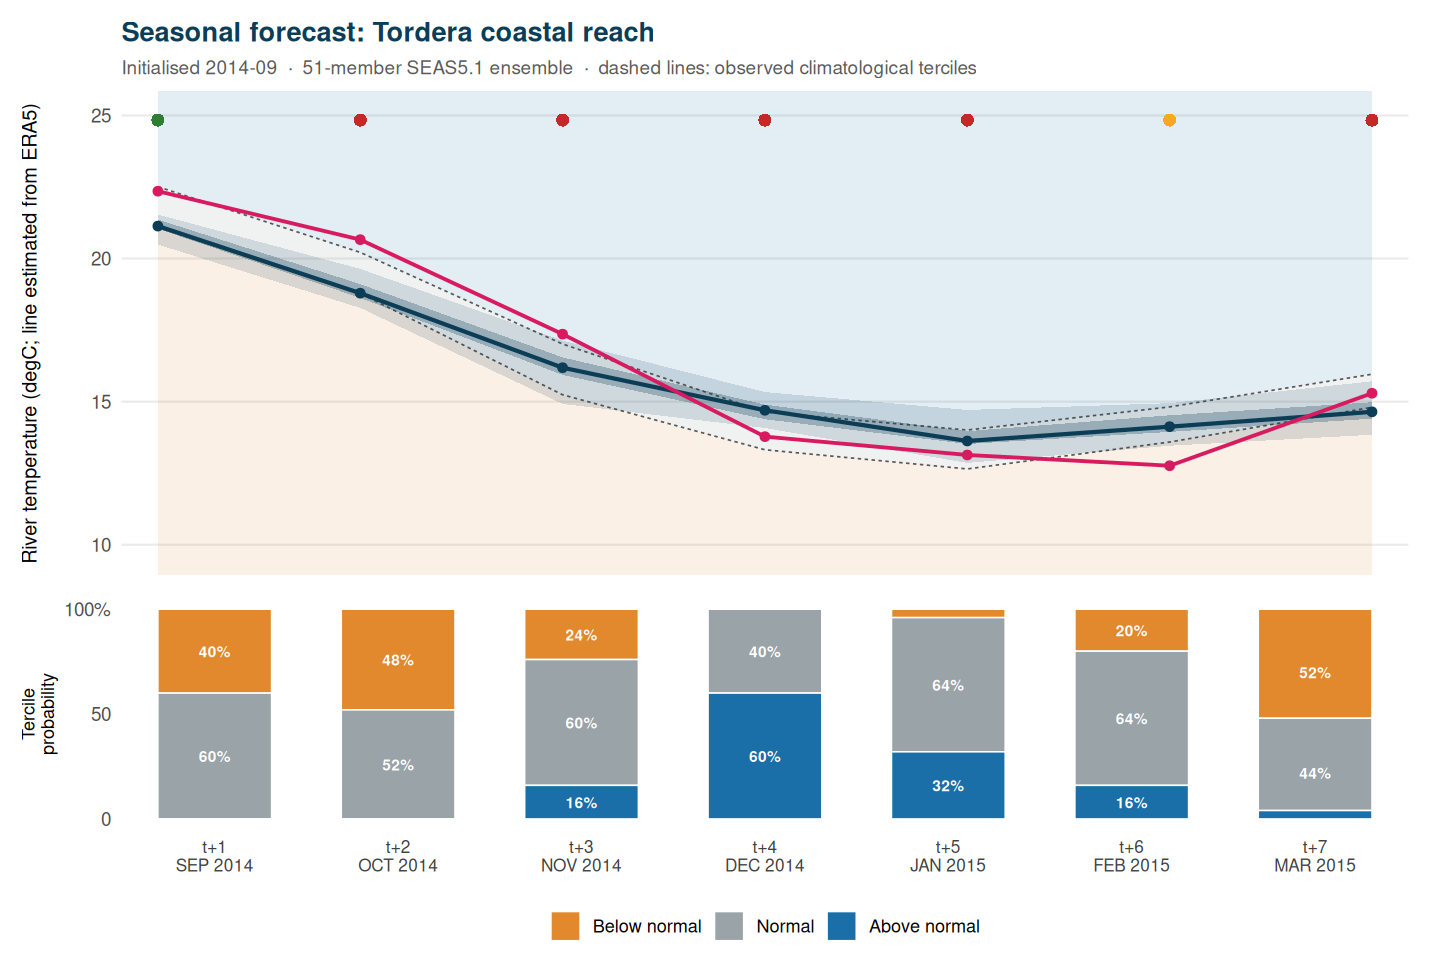 Seasonal forecast: Tordera coastal reach
Initialised 2014-09 · 51-member SEAS5.1 ensemble · dashed lines: observed climatological terciles
River temperature (degC; line estimated from ERA5)
25
20
15
10
Tercile
probability
100%
50
0
40%
48%
24%
40%
20%
52%
60%
52%
60%
60%
64%
64%
44%
16%
32%
16%
t+1
SEP 2014
t+2
OCT 2014
t+3
NOV 2014
t+4
DEC 2014
t+5
JAN 2015
t+6
FEB 2015
t+7
MAR 2015
Below normal
Normal
Above normal